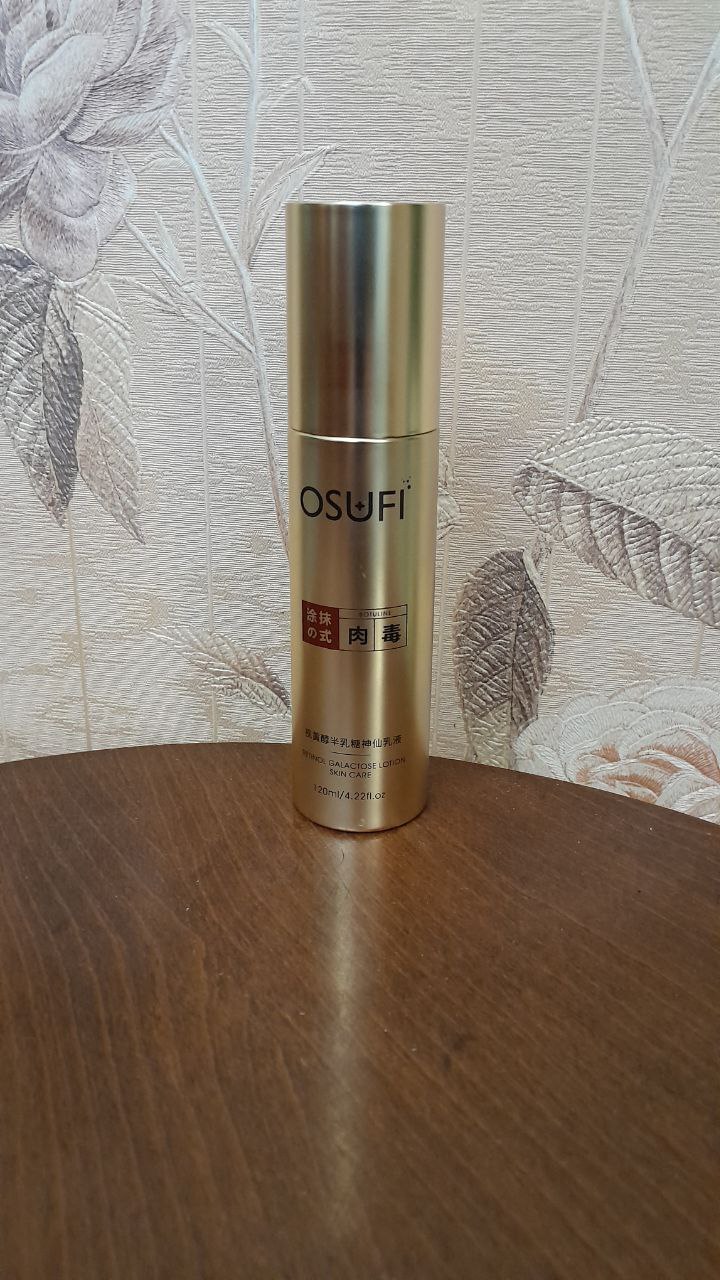 OSUFI
BOTULINE
涂抹
の式
肉毒
视黄醇半乳糖神仙乳液
RETINOL GALACTOSE LOTION
SKIN CARE
120ml/4.22fl.oz